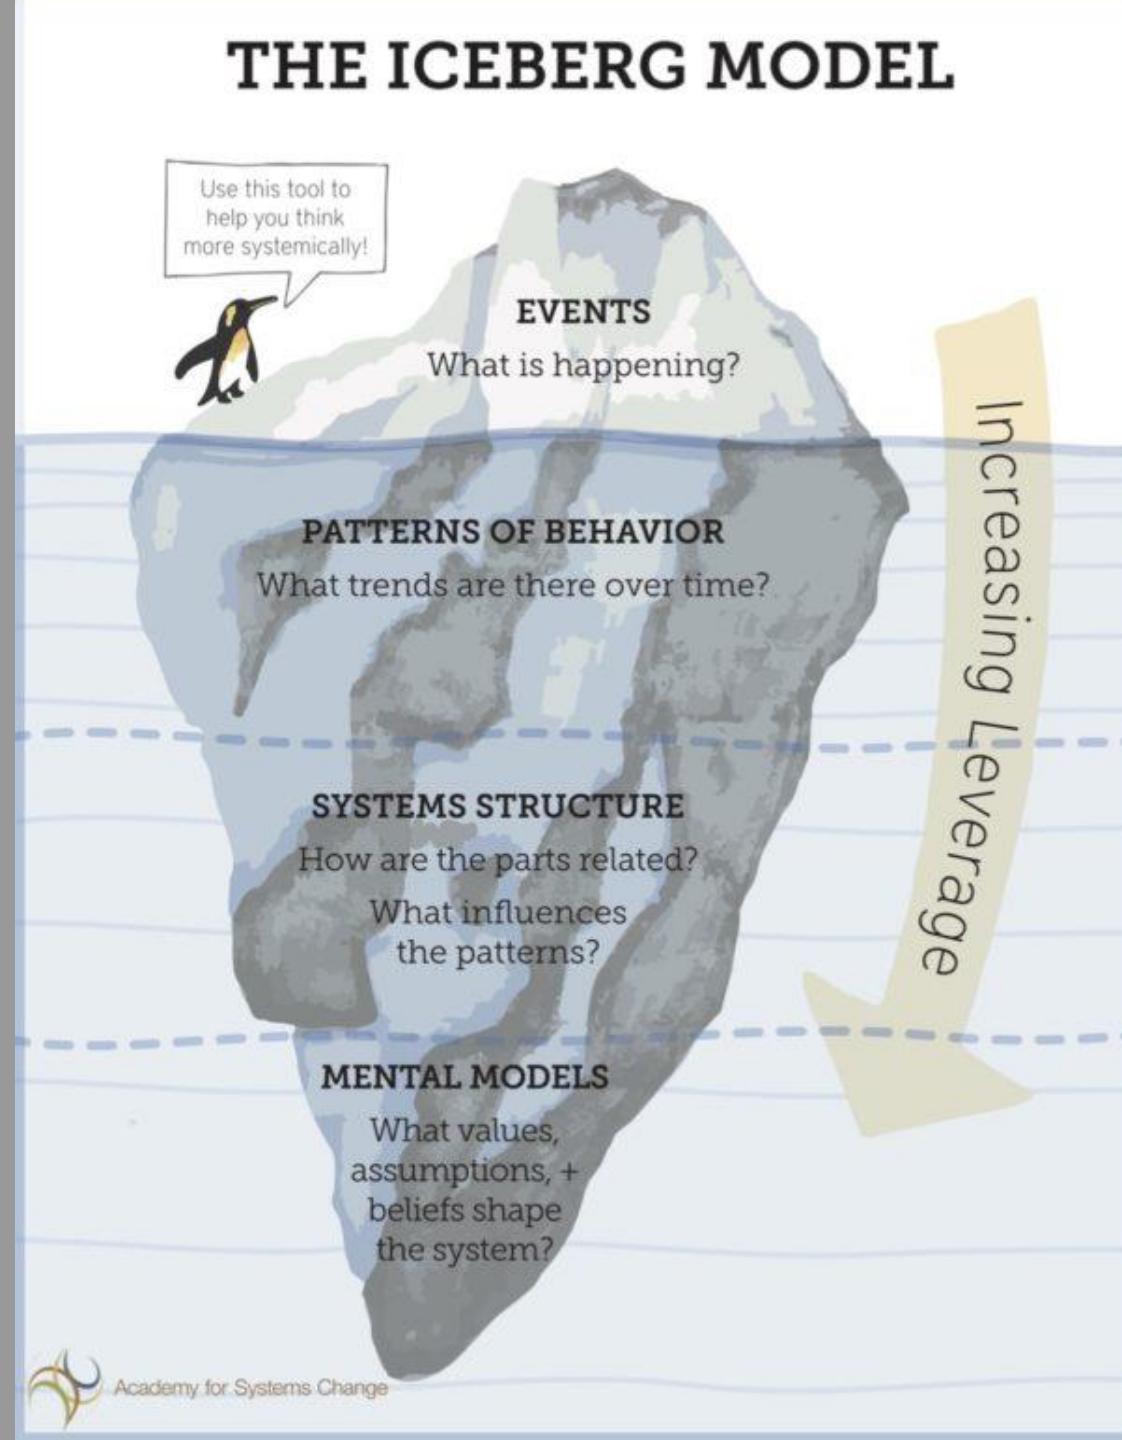 THE ICEBERG MODEL
Use this tool to
help you think
more systemically!
EVENTS
What is happening?
Increasing Leverage
PATTERNS OF BEHAVIOR
What trends are there over time?
SYSTEMS STRUCTURE
How are the parts related?
What influences
the patterns?
MENTAL MODELS
What values,
assumptions, +
beliefs shape
the system?
Academy for Systems Change